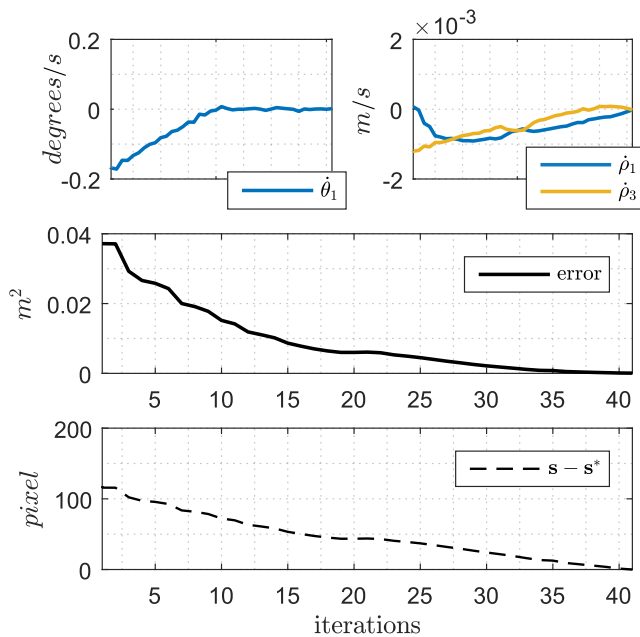 0.2
0
-0.2
degrees/s
θ̇₁
×10⁻³
2
0
-2
m/s
ρ̇₁
ρ̇₃
0.04
0.02
0
m²
error
5 10 15 20 25 30 35 40
200
100
0
pixel
s − s*
5 10 15 20 25 30 35 40
iterations